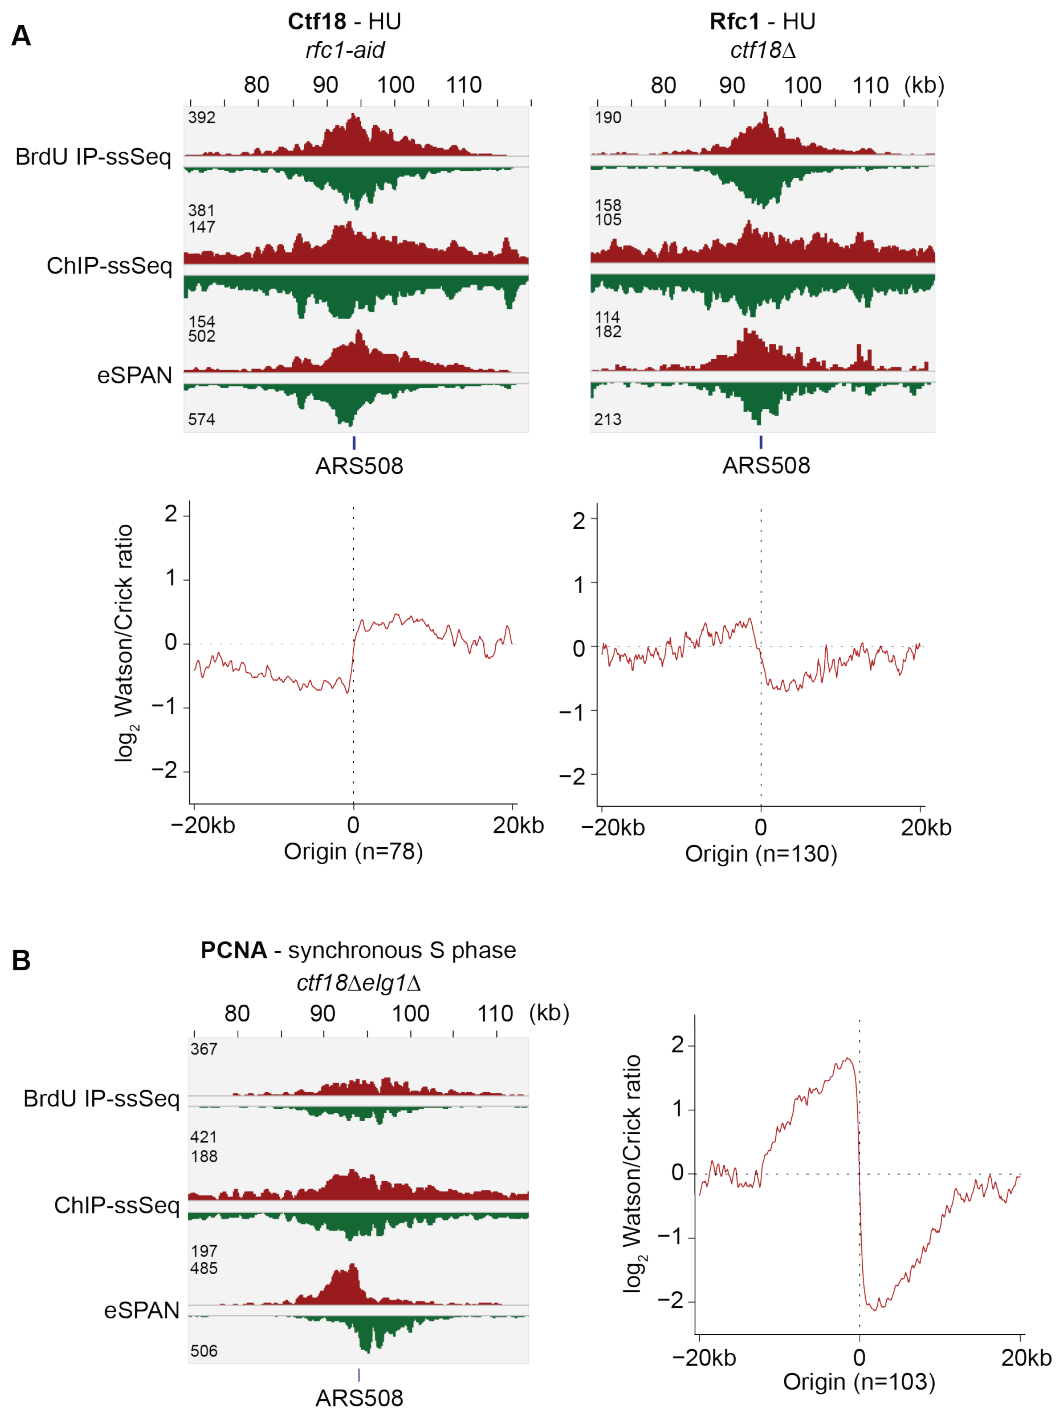 A
Ctf18 - HU
rfc1-aid
80 90 100 110
Rfc1 - HU
ctf18Δ
80 90 100 110 (kb)
BrdU IP-ssSeq
392
381
190
158
ChIP-ssSeq
147
154
105
114
eSPAN
502
574
182
213
ARS508
ARS508
log2 Watson/Crick ratio
2
1
0
−1
−2
−20kb 0 20kb
Origin (n=78)
2
1
0
−1
−2
−20kb 0 20kb
Origin (n=130)
B
PCNA - synchronous S phase
ctf18Δelg1Δ
80 90 100 110 (kb)
BrdU IP-ssSeq
367
421
ChIP-ssSeq
188
197
eSPAN
485
506
ARS508
log2 Watson/Crick ratio
2
1
0
−1
−2
−20kb 0 20kb
Origin (n=103)